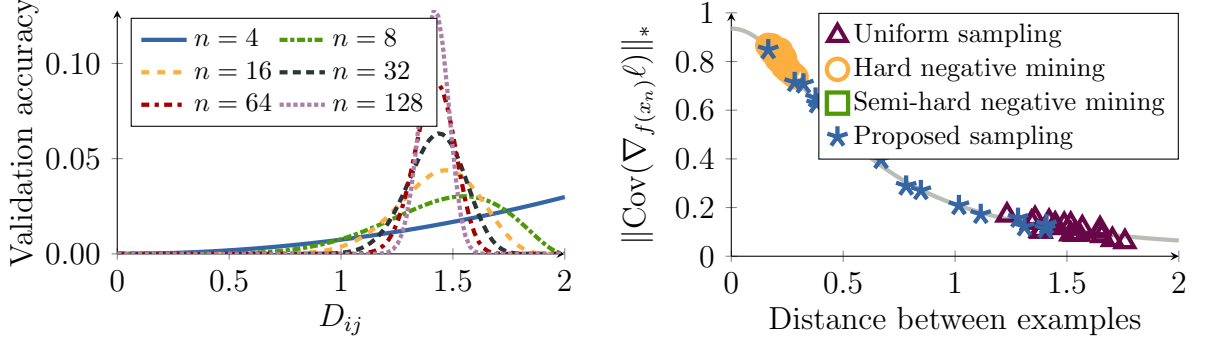 Validation accuracy
0.10
0.05
0.00
n = 4
n = 8
n = 16
n = 32
n = 64
n = 128
0 0.5 1 1.5 2
D_{ij}
‖Cov(∇_{f(x_n)}ℓ)‖_*
1
0.8
0.6
0.4
0.2
0
Uniform sampling
Hard negative mining
Semi-hard negative mining
Proposed sampling
0 0.5 1 1.5 2
Distance between examples